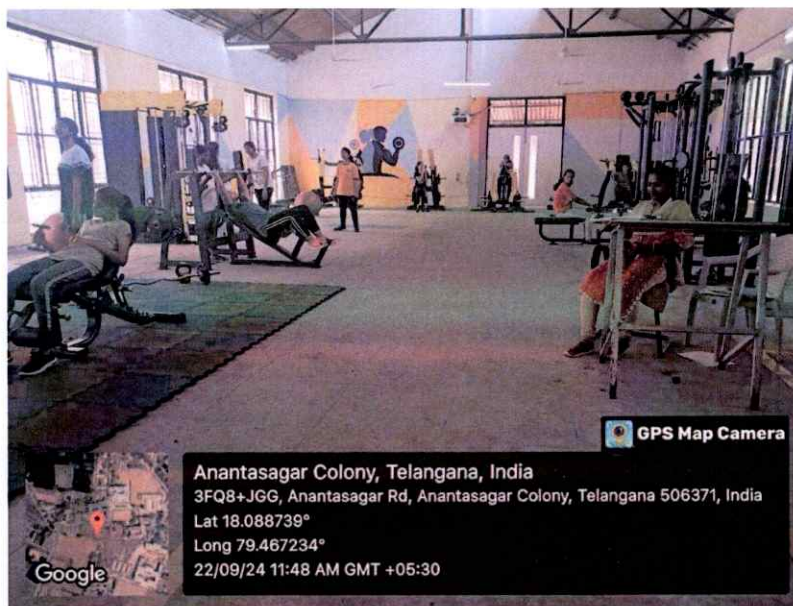 GPS Map Camera
Anantasagar Colony, Telangana, India
3FQ8+JGG, Anantasagar Rd, Anantasagar Colony, Telangana 506371, India
Lat 18.088739°
Long 79.467234°
22/09/24 11:48 AM GMT +05:30
Google